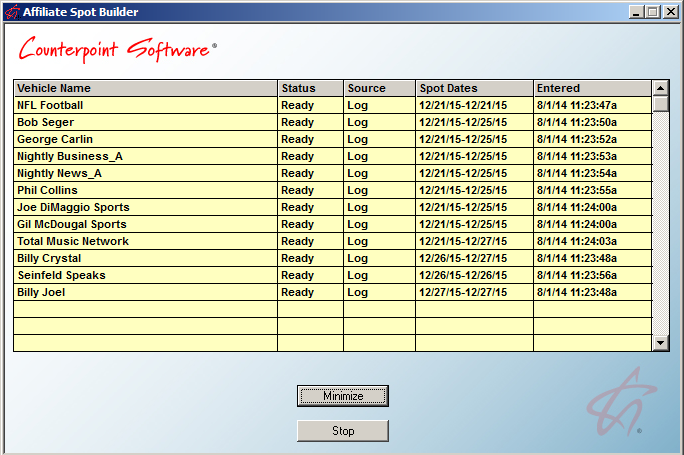 Affiliate Spot Builder
Counterpoint Software®
Vehicle Name Status Source Spot Dates Entered
NFL Football Ready Log 12/21/15-12/21/15 8/1/14 11:23:47a
Bob Seger Ready Log 12/21/15-12/25/15 8/1/14 11:23:50a
George Carlin Ready Log 12/21/15-12/25/15 8/1/14 11:23:52a
Nightly Business_A Ready Log 12/21/15-12/25/15 8/1/14 11:23:53a
Nightly News_A Ready Log 12/21/15-12/25/15 8/1/14 11:23:54a
Phil Collins Ready Log 12/21/15-12/25/15 8/1/14 11:23:55a
Joe DiMaggio Sports Ready Log 12/21/15-12/25/15 8/1/14 11:24:00a
Gil McDougal Sports Ready Log 12/21/15-12/25/15 8/1/14 11:24:00a
Total Music Network Ready Log 12/21/15-12/27/15 8/1/14 11:24:03a
Billy Crystal Ready Log 12/26/15-12/27/15 8/1/14 11:23:48a
Seinfeld Speaks Ready Log 12/26/15-12/26/15 8/1/14 11:23:56a
Billy Joel Ready Log 12/27/15-12/27/15 8/1/14 11:23:48a
Minimize
Stop
®